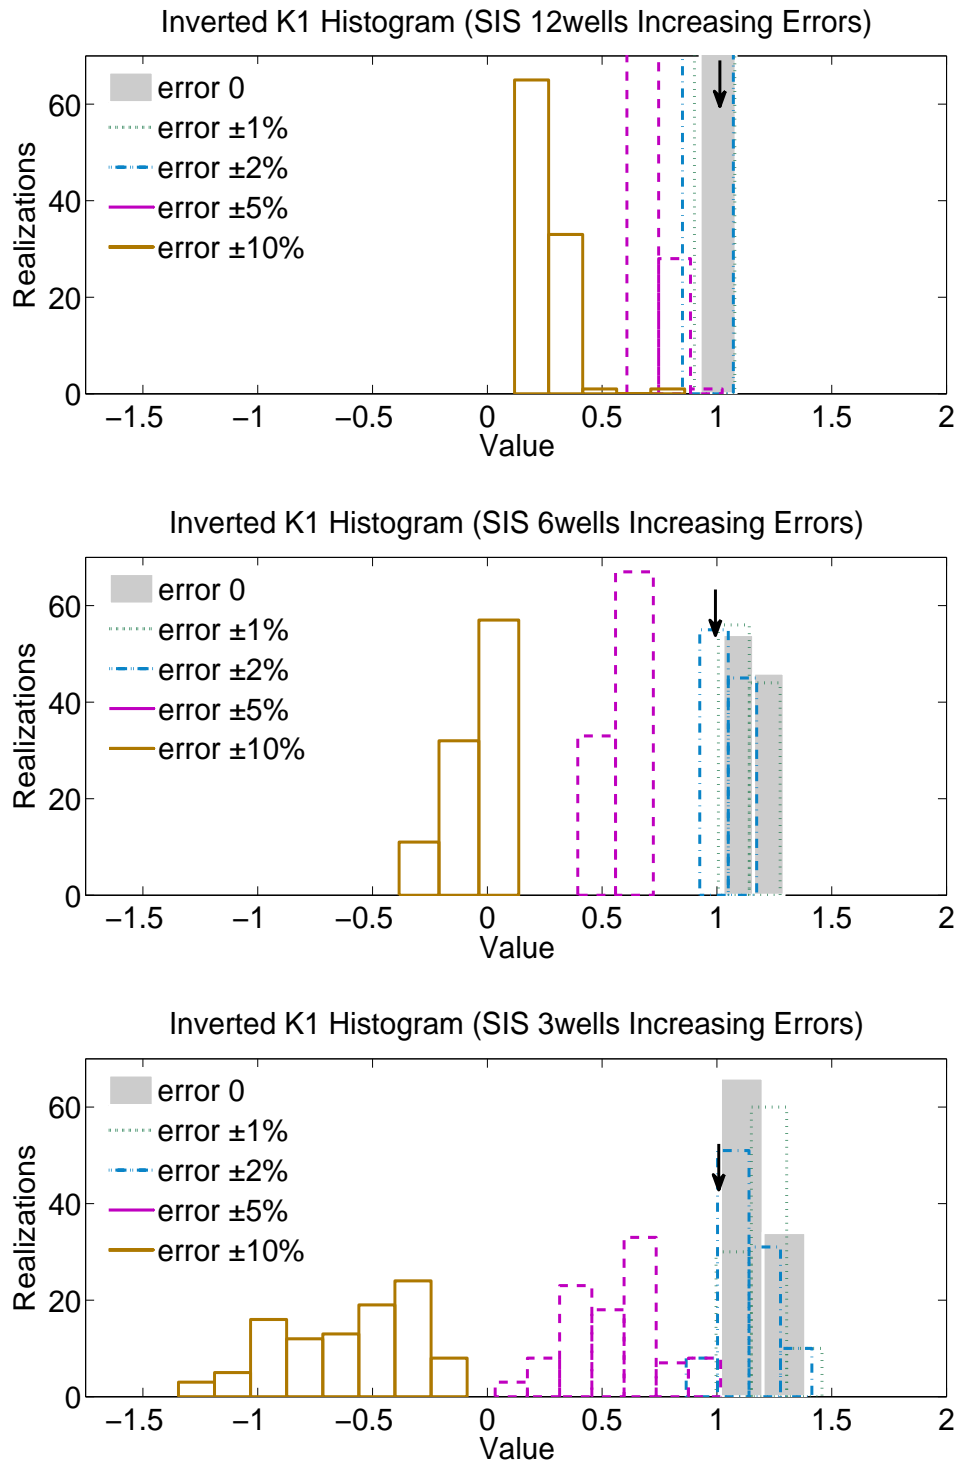 Inverted K1 Histogram (SIS 12wells Increasing Errors)
60
40
20
0
Realizations
error 0
error ±1%
error ±2%
error ±5%
error ±10%
−1.5 −1 −0.5 0 0.5 1 1.5 2
Value
Inverted K1 Histogram (SIS 6wells Increasing Errors)
60
40
20
0
Realizations
error 0
error ±1%
error ±2%
error ±5%
error ±10%
−1.5 −1 −0.5 0 0.5 1 1.5 2
Value
Inverted K1 Histogram (SIS 3wells Increasing Errors)
60
40
20
0
Realizations
error 0
error ±1%
error ±2%
error ±5%
error ±10%
−1.5 −1 −0.5 0 0.5 1 1.5 2
Value